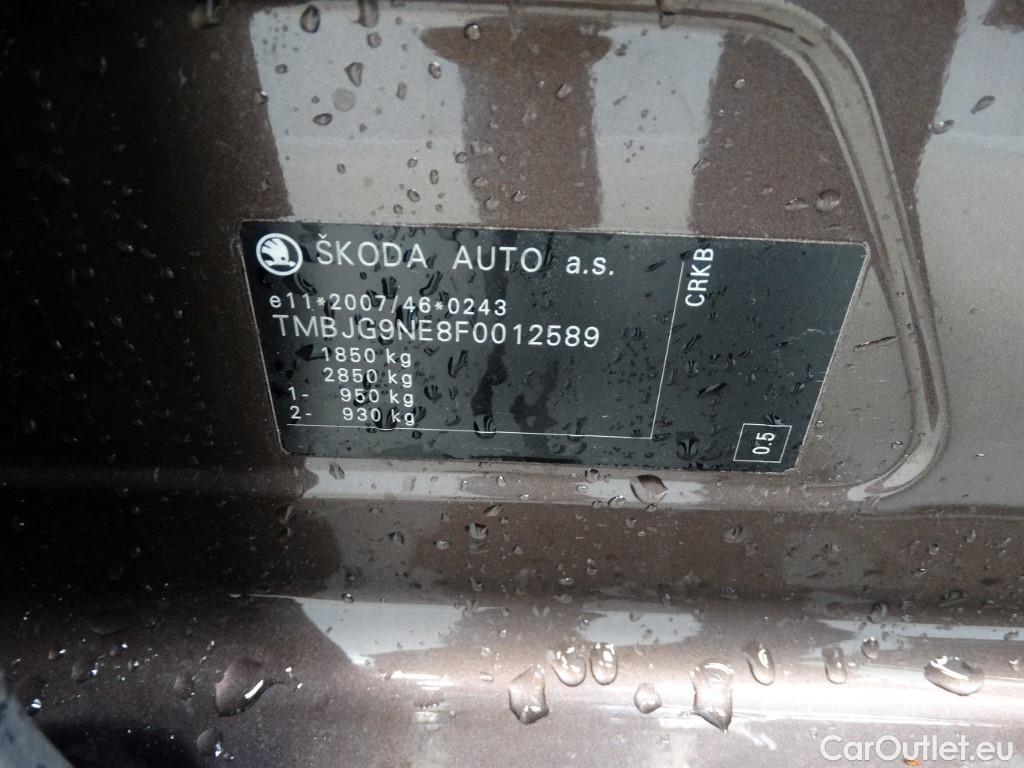 ŠKODA AUTO a.s.
e11*2007/46*0243
TMBJG9NE8F0012589
1850 kg
2850 kg
1- 950 kg
2- 930 kg
CRKB
0.5
CarOutlet.eu